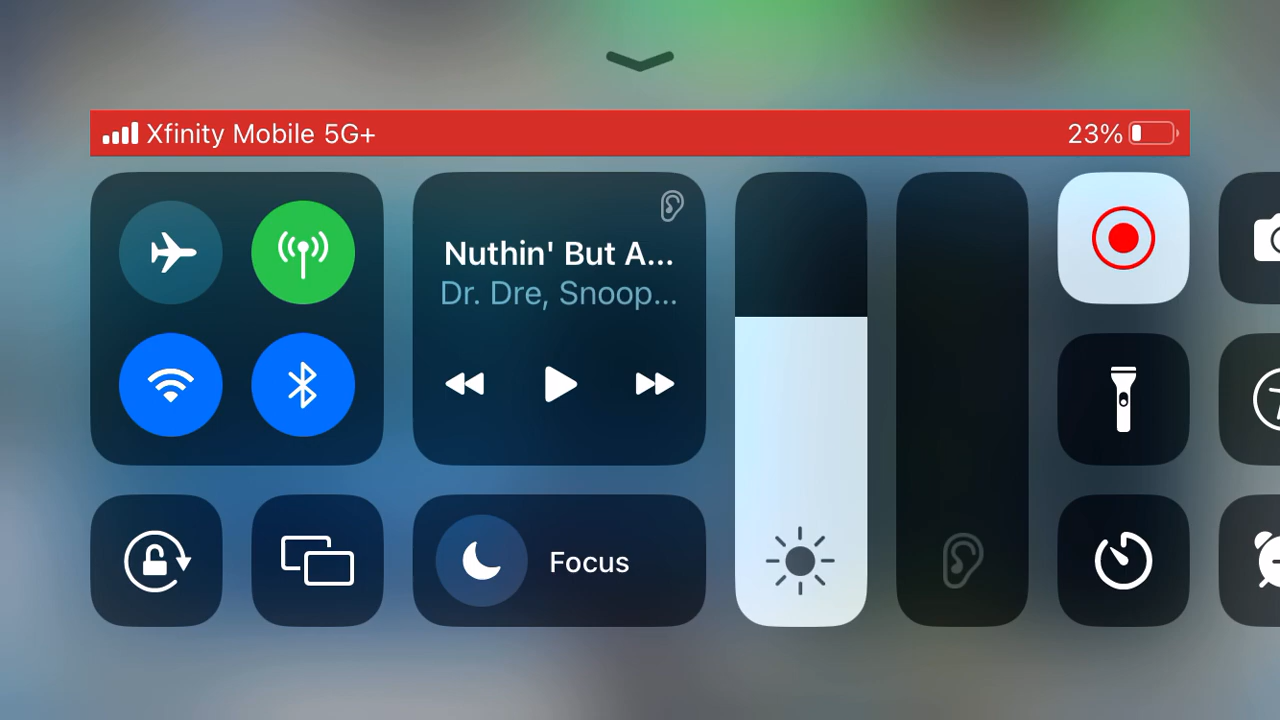 Xfinity Mobile 5G+
23%
Nuthin' But A...
Dr. Dre, Snoop...
Focus